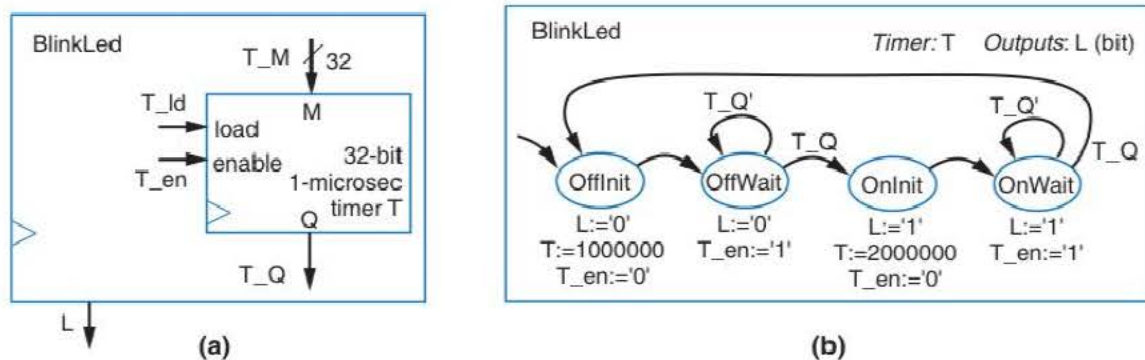 BlinkLed
T_M
32
T_ld
M
load
T_en
enable
32-bit
1-microsec
timer T
Q
T_Q
L
(a)
BlinkLed
Timer: T Outputs: L (bit)
T_Q'
T_Q
T_Q'
T_Q
OffInit
OffWait
OnInit
OnWait
L:='0'
T:=1000000
T_en:='0'
L:='0'
T_en:='1'
L:='1'
T:=2000000
T_en:='0'
L:='1'
T_en:='1'
(b)